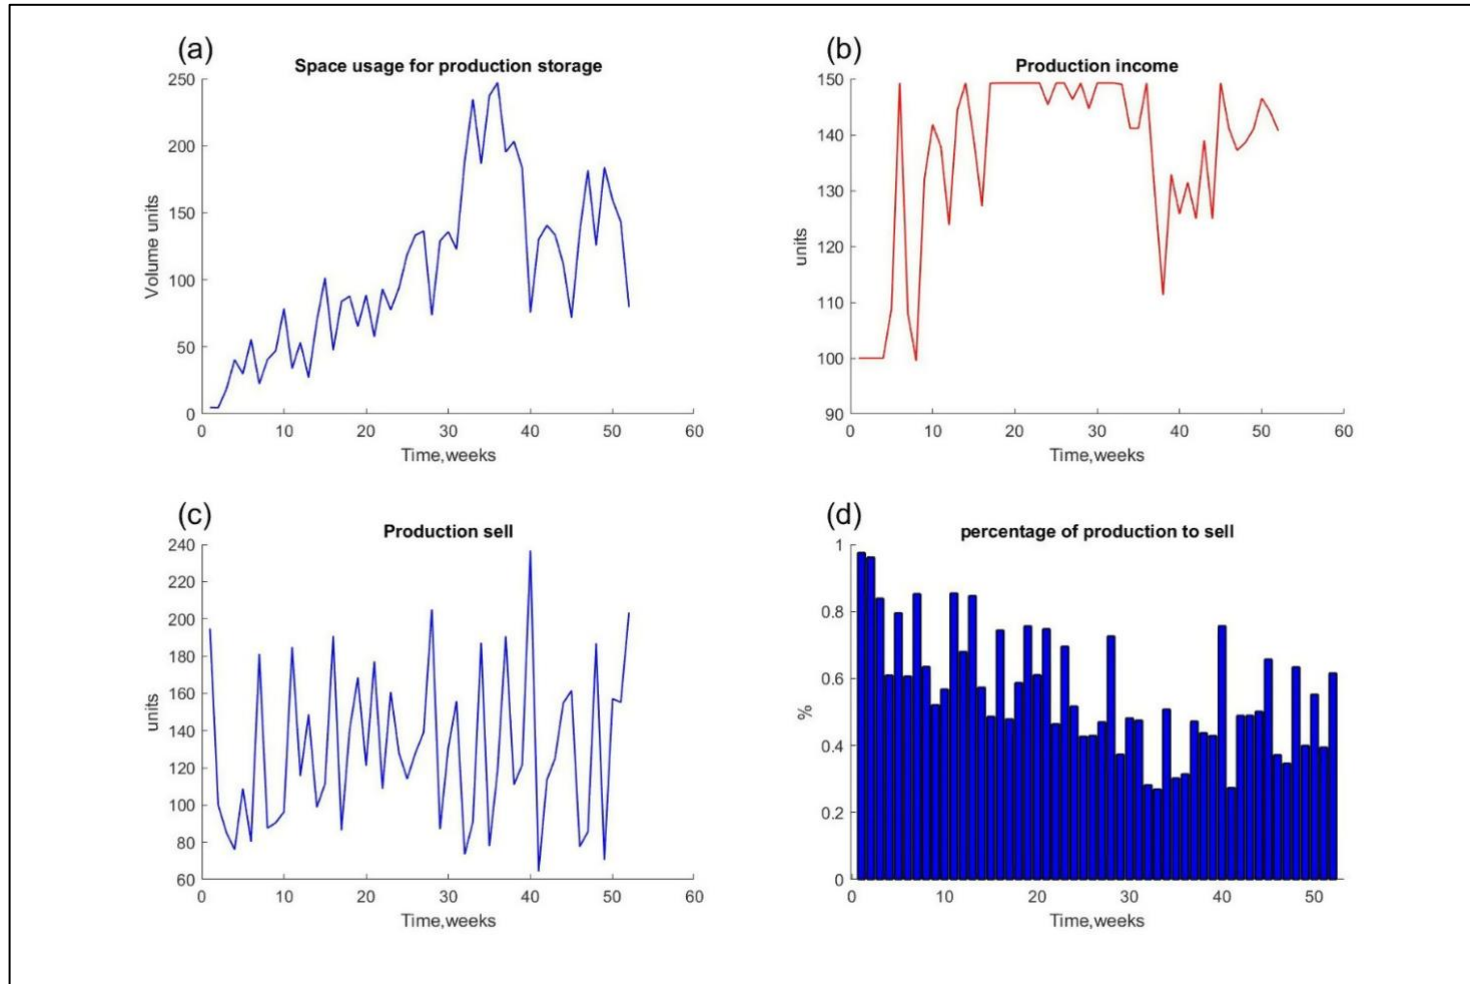 (a)
Space usage for production storage
250
200
150
100
50
0
Volume units
0 10 20 30 40 50 60
Time,weeks
(b)
Production income
150
140
130
120
110
100
90
units
0 10 20 30 40 50 60
Time,weeks
(c)
Production sell
240
220
200
180
160
140
120
100
80
60
units
0 10 20 30 40 50 60
Time,weeks
(d)
percentage of production to sell
1
0.8
0.6
0.4
0.2
0
%
0 10 20 30 40 50
Time,weeks